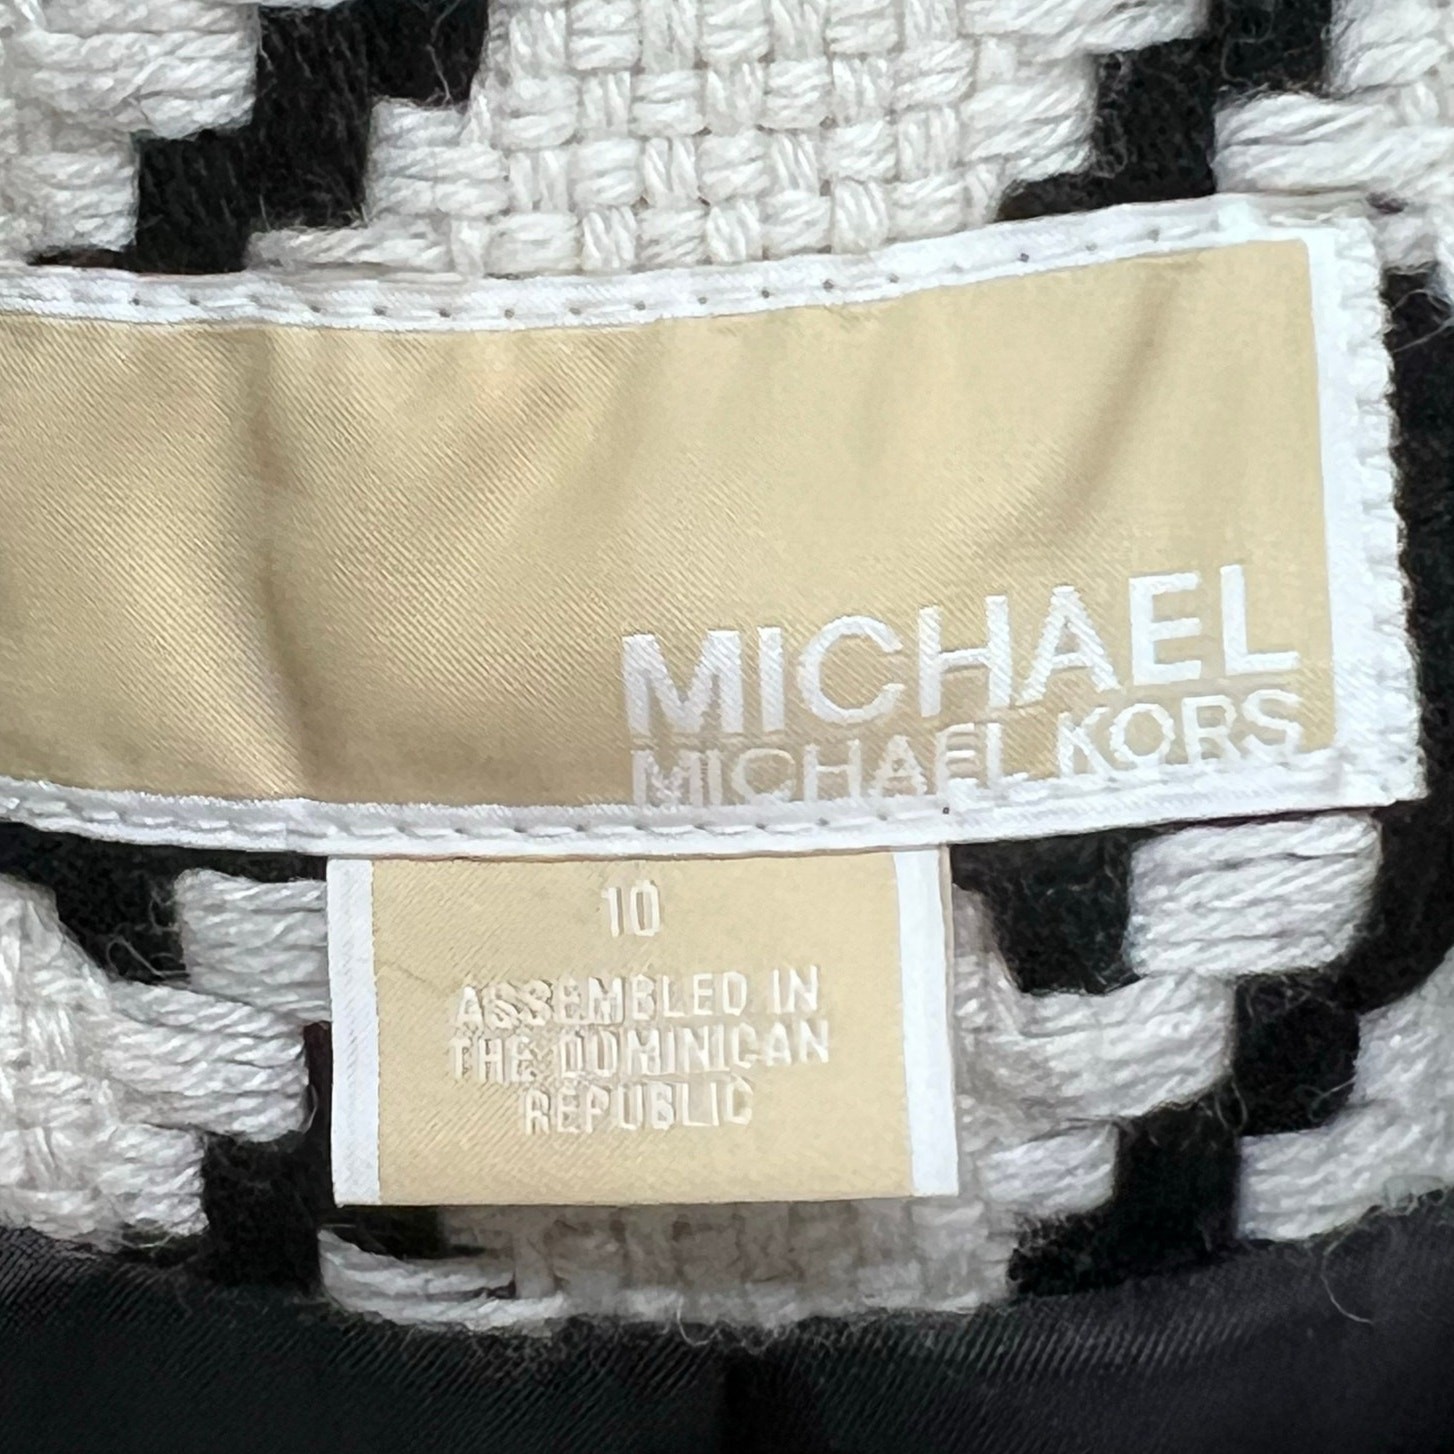 MICHAEL
MICHAEL KORS
10
ASSEMBLED IN
THE DOMINICAN
REPUBLIC